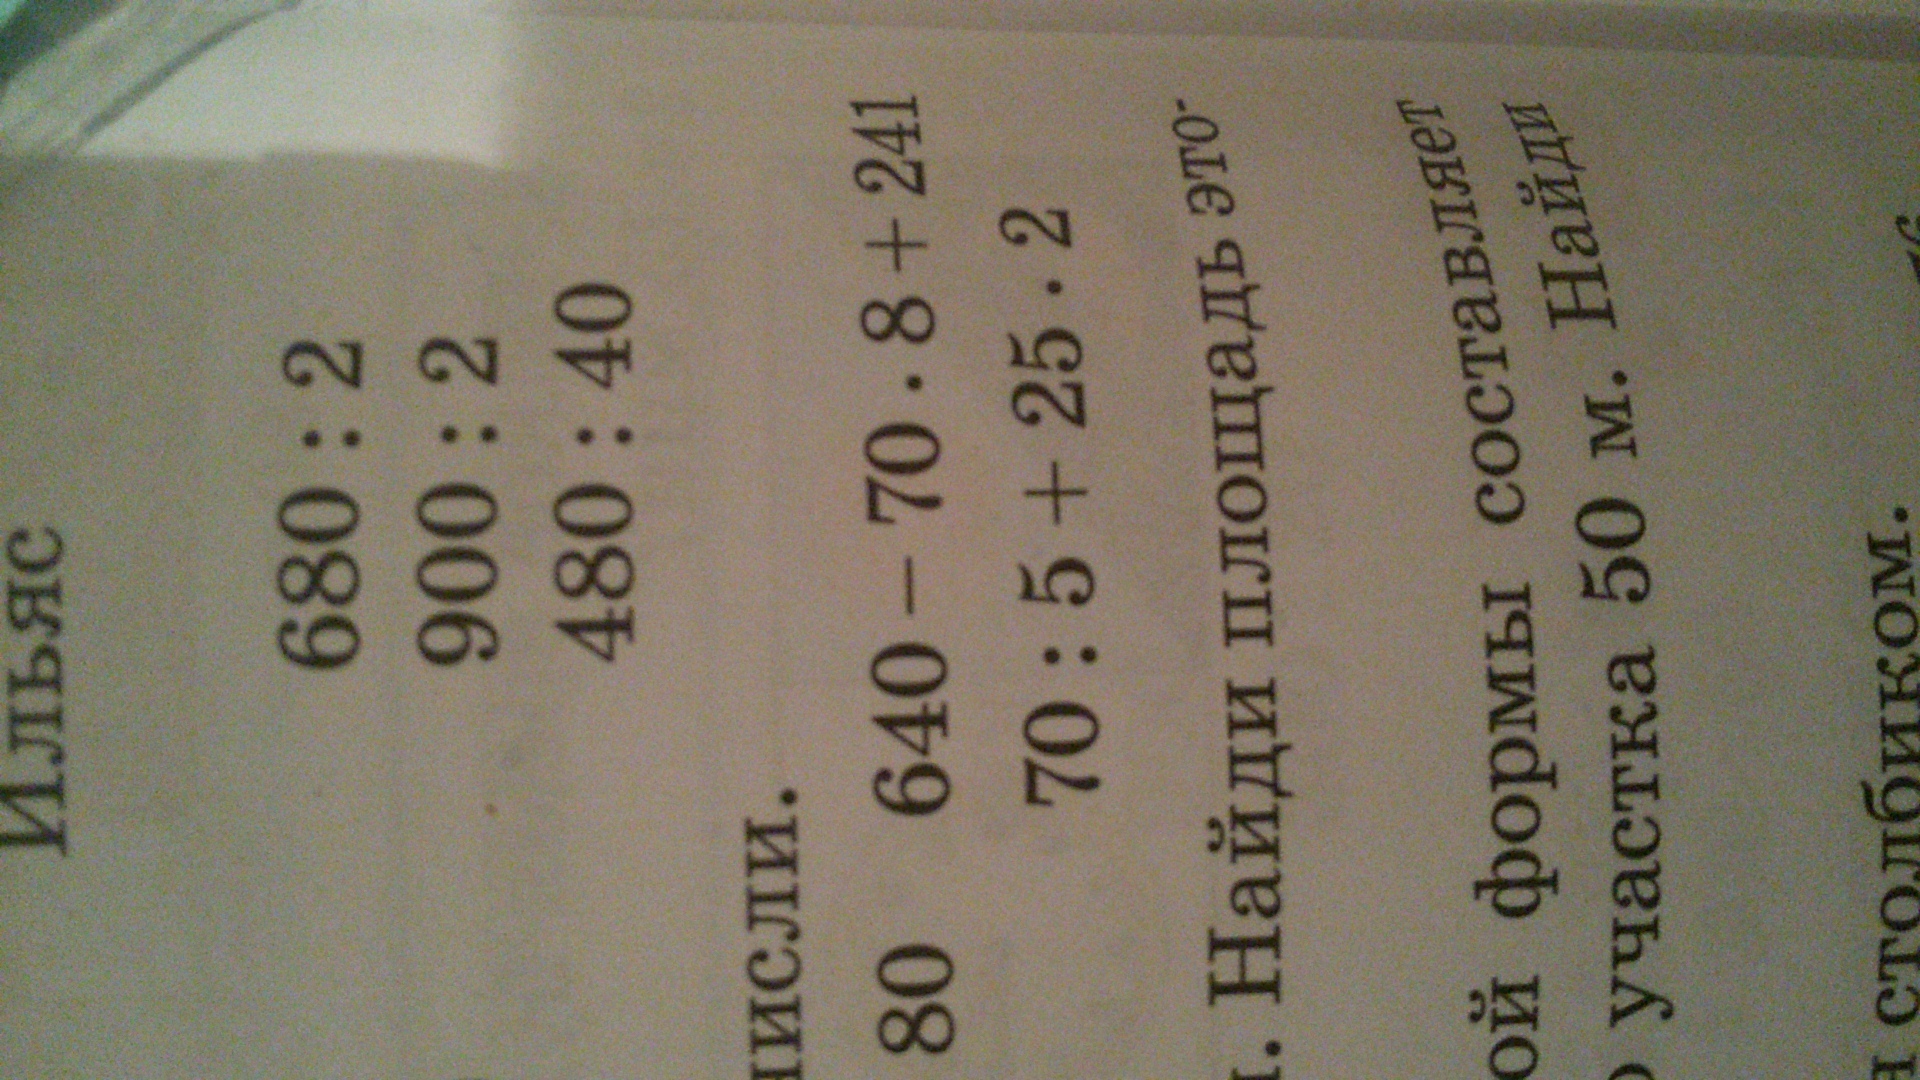 Ильяс
680 : 2
900 : 2
480 : 40
числи.
80 640 − 70 · 8 + 241
70 : 5 + 25 · 2
. Найди площадь это-
ой формы составляет
участка 50 м. Найди
столбиком.